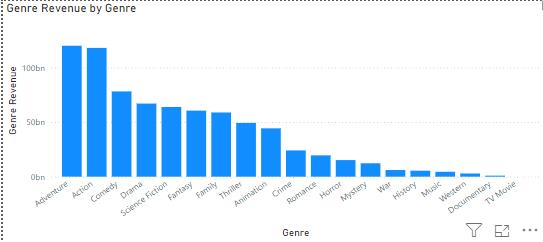 Genre Revenue by Genre
Genre Revenue
100bn
50bn
0bn
Adventure
Action
Comedy
Drama
Science Fiction
Fantasy
Family
Thriller
Animation
Crime
Romance
Horror
Mystery
War
History
Music
Western
Documentary
TV Movie
Genre